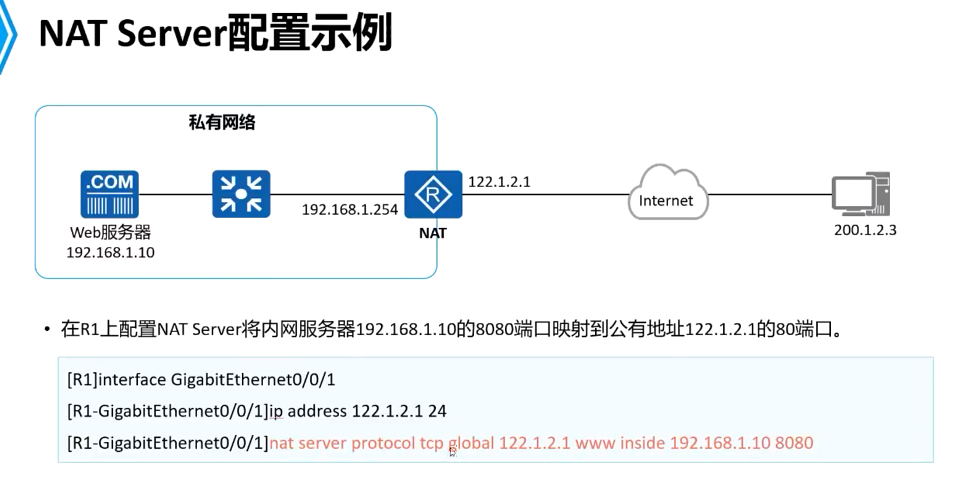 NAT Server配置示例
私有网络
.COM
R
122.1.2.1
Internet
192.168.1.254
Web服务器
192.168.1.10
NAT
200.1.2.3
• 在R1上配置NAT Server将内网服务器192.168.1.10的8080端口映射到公有地址122.1.2.1的80端口。
[R1]interface GigabitEthernet0/0/1
[R1-GigabitEthernet0/0/1]ip address 122.1.2.1 24
[R1-GigabitEthernet0/0/1]nat server protocol tcp global 122.1.2.1 www inside 192.168.1.10 8080